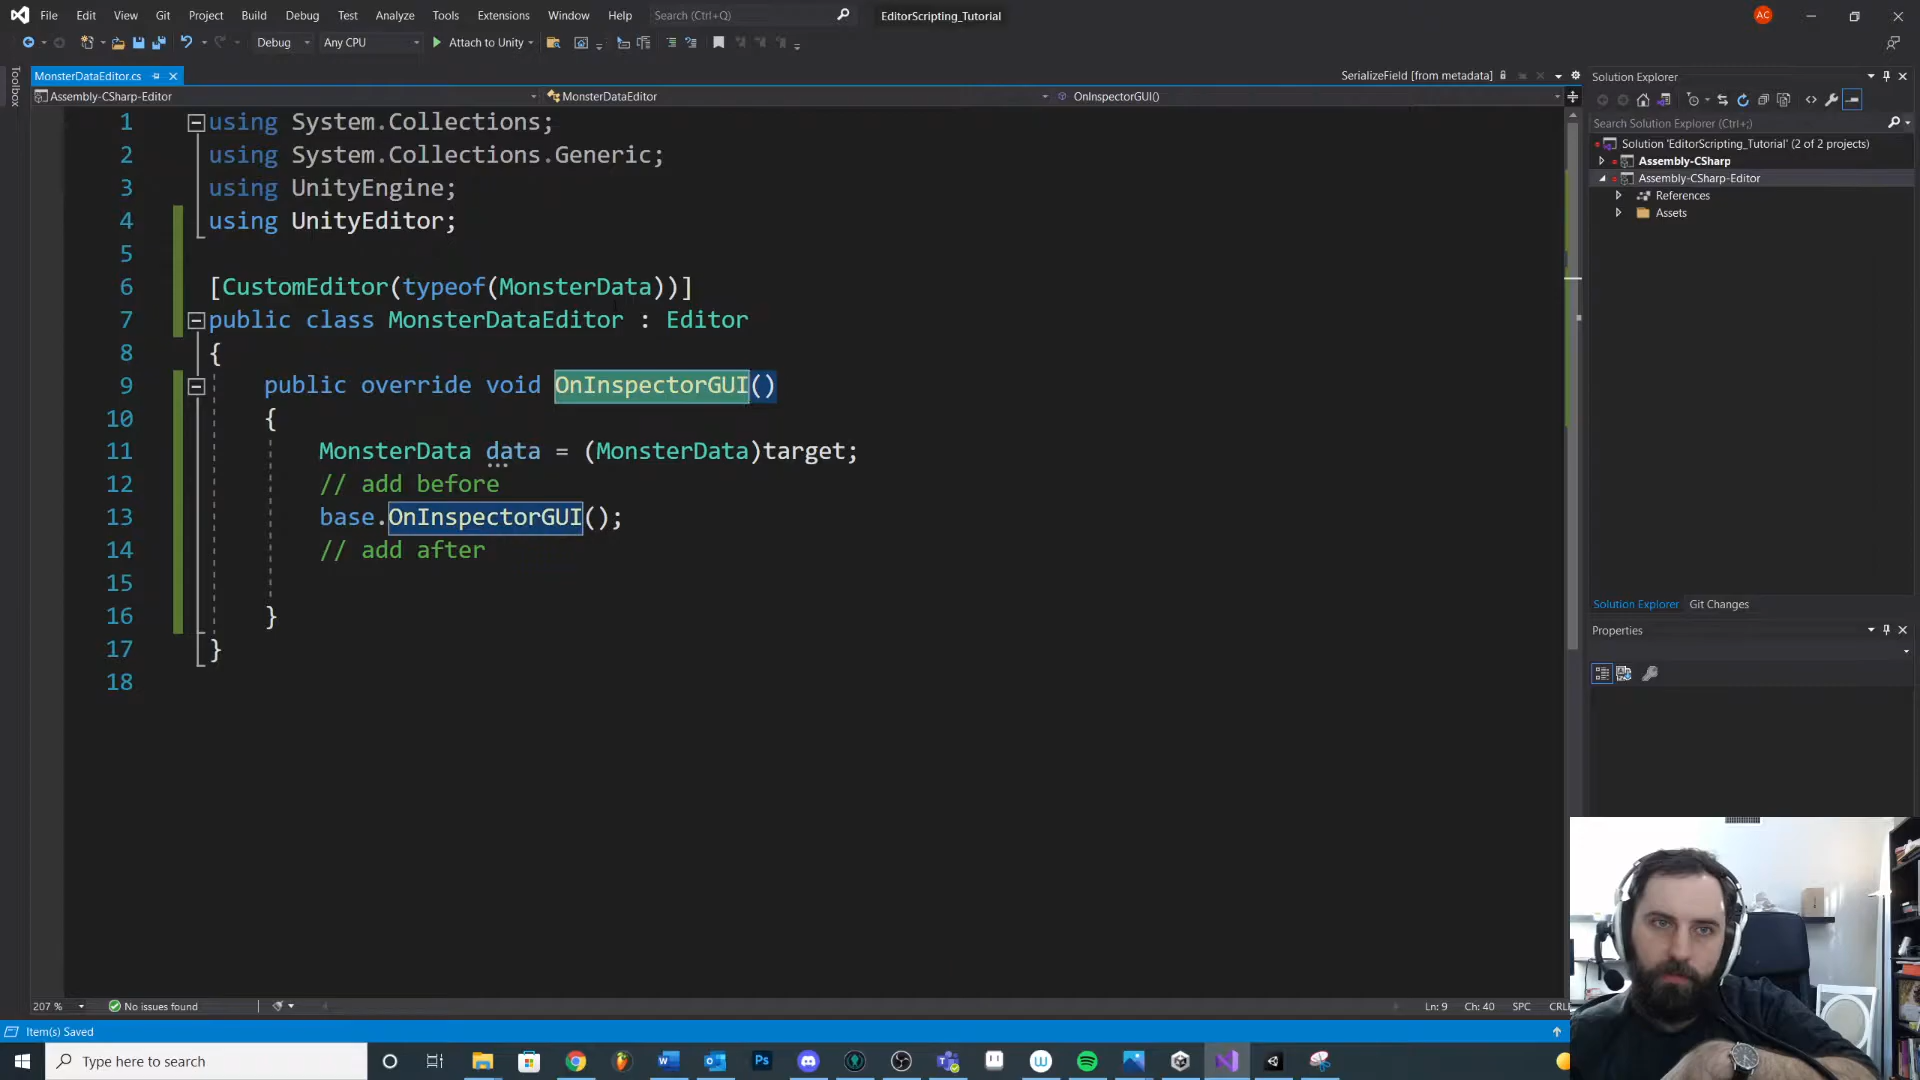 File Edit View Git Project Build Debug Test Analyze Tools Extensions Window Help Search (Ctrl+Q) EditorScripting_Tutorial AC
Debug Any CPU Attach to Unity
Toolbox
MonsterDataEditor.cs SerializeField [from metadata]
Assembly-CSharp-Editor MonsterDataEditor OnInspectorGUI()
1 using System.Collections;
2 using System.Collections.Generic;
3 using UnityEngine;
4 using UnityEditor;
5
6 [CustomEditor(typeof(MonsterData))]
7 public class MonsterDataEditor : Editor
8 {
9 public override void OnInspectorGUI()
10 {
11 MonsterData data = (MonsterData)target;
12 // add before
13 base.OnInspectorGUI();
14 // add after
15
16 }
17 }
18
207 % No issues found Ln: 9 Ch: 40 SPC CRL
Item(s) Saved
Solution Explorer
Search Solution Explorer (Ctrl+;)
Solution 'EditorScripting_Tutorial' (2 of 2 projects)
Assembly-CSharp
Assembly-CSharp-Editor
References
Assets
Solution Explorer Git Changes
Properties
Type here to search